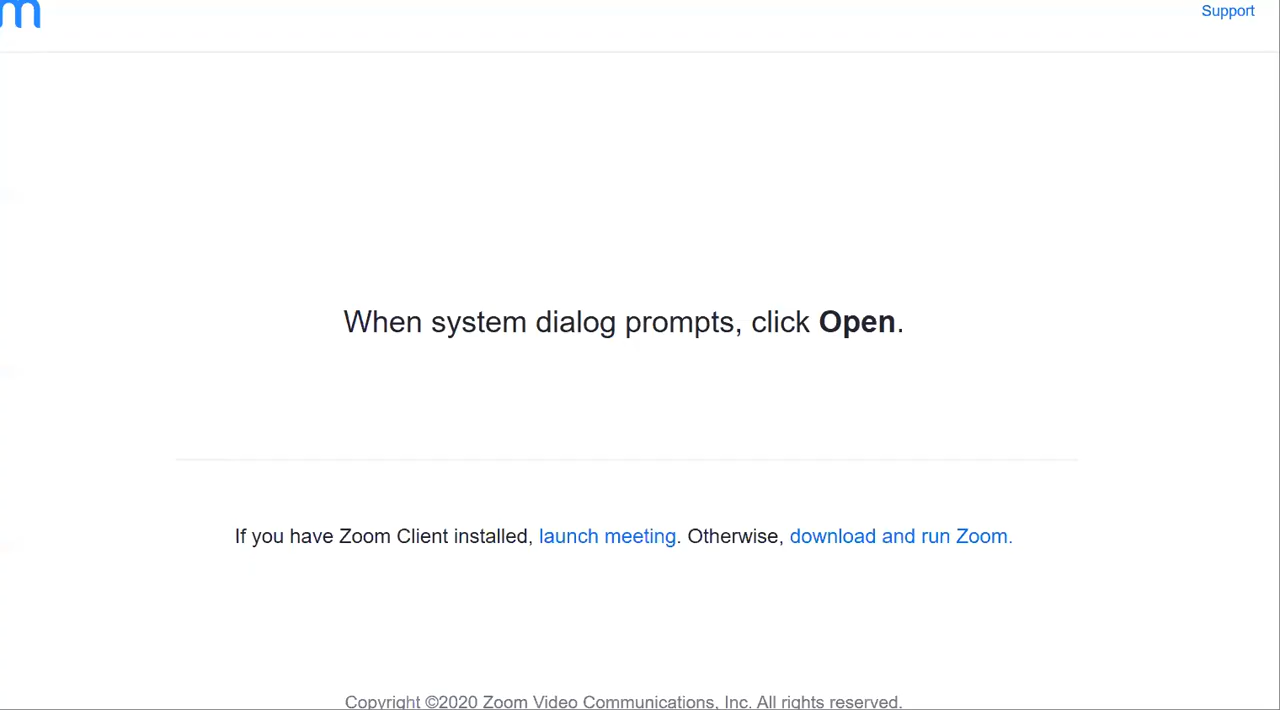 m
Support
When system dialog prompts, click Open.
If you have Zoom Client installed, launch meeting. Otherwise, download and run Zoom.
Copyright ©2020 Zoom Video Communications, Inc. All rights reserved.